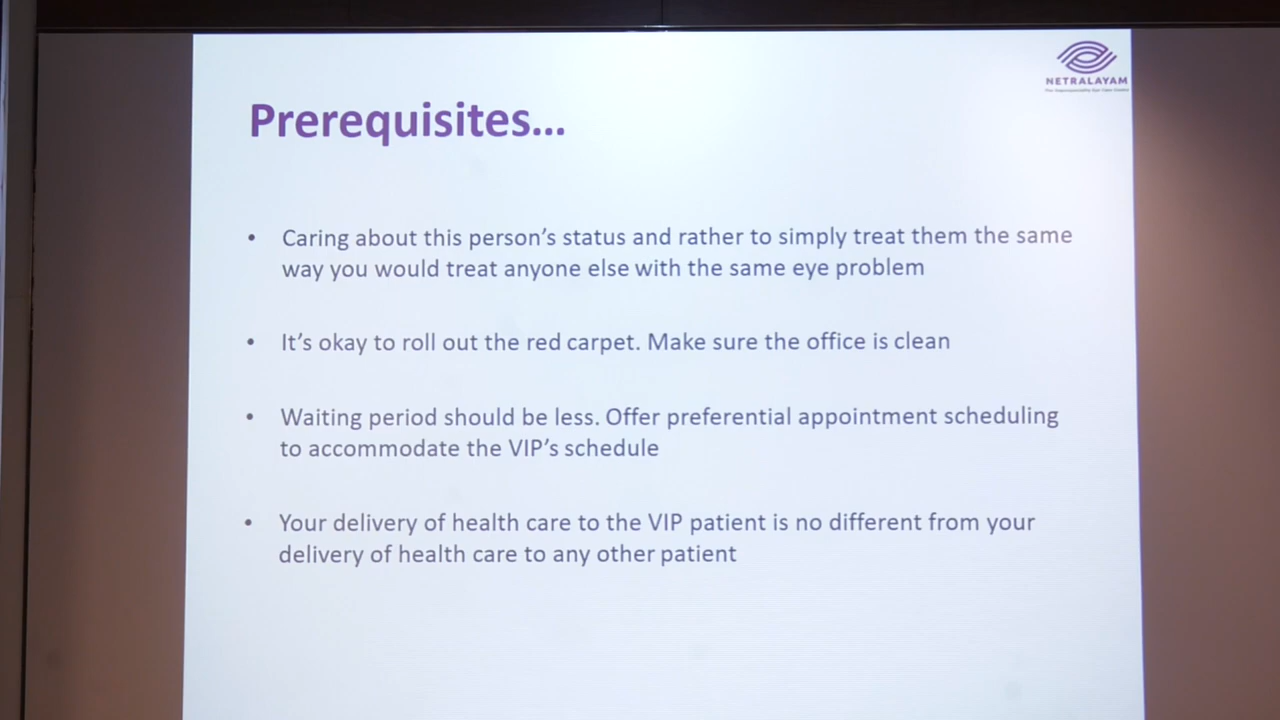 NETRALAYAM
Prerequisites...
• Caring about this person's status and rather to simply treat them the same
way you would treat anyone else with the same eye problem
• It's okay to roll out the red carpet. Make sure the office is clean
• Waiting period should be less. Offer preferential appointment scheduling
to accommodate the VIP's schedule
• Your delivery of health care to the VIP patient is no different from your
delivery of health care to any other patient